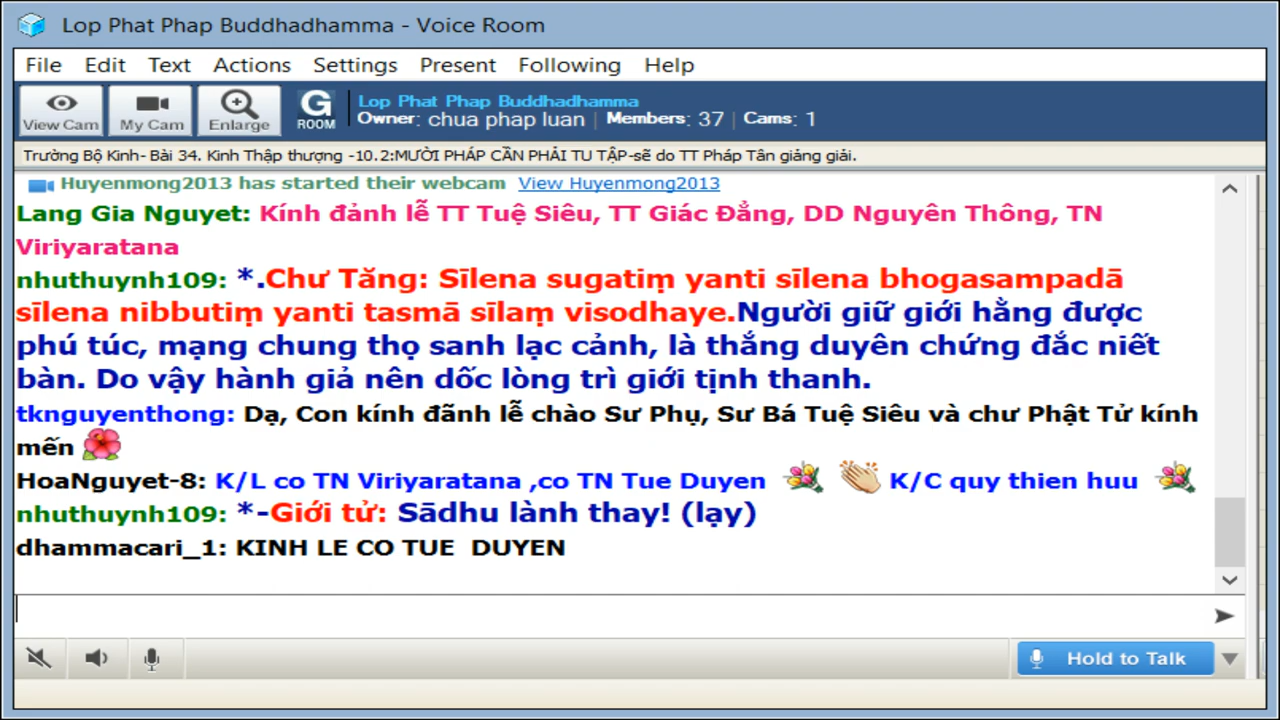 Lop Phat Phap Buddhadhamma - Voice Room
File Edit Text Actions Settings Present Following Help
View Cam My Cam Enlarge G ROOM
Lop Phat Phap Buddhadhamma
Owner: chua phap luan | Members: 37 | Cams: 1
Trường Bộ Kinh- Bài 34. Kinh Thập thượng -10.2:MƯỜI PHÁP CẦN PHẢI TU TẬP-sẽ do TT Pháp Tân giảng giải.
Huyenmong2013 has started their webcam View Huyenmong2013
Lang Gia Nguyet: Kính đảnh lễ TT Tuệ Siêu, TT Giác Đẳng, DD Nguyên Thông, TN
Viriyaratana
nhuthuynh109: *.Chư Tăng: Sīlena sugatiṃ yanti sīlena bhogasampadā
sīlena nibbutiṃ yanti tasmā sīlaṃ visodhaye.Người giữ giới hằng được
phú túc, mạng chung thọ sanh lạc cảnh, là thắng duyên chứng đắc niết
bàn. Do vậy hành giả nên dốc lòng trì giới tịnh thanh.
tknguyenthong: Dạ, Con kính đãnh lễ chào Sư Phụ, Sư Bá Tuệ Siêu và chư Phật Tử kính
mến
HoaNguyet-8: K/L co TN Viriyaratana ,co TN Tue Duyen K/C quy thien huu
nhuthuynh109: *-Giới tử: Sādhu lành thay! (lạy)
dhammacari_1: KINH LE CO TUE DUYEN
Hold to Talk